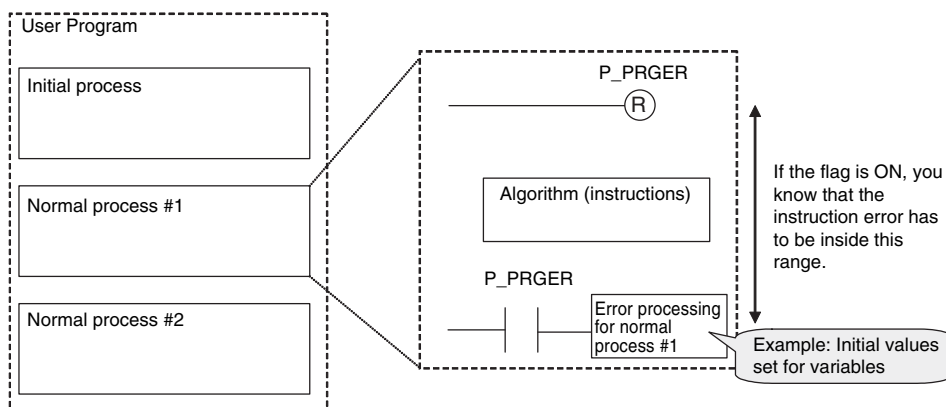 User Program
Initial process
Normal process #1
Normal process #2
P_PRGER
R
Algorithm (instructions)
P_PRGER
Error processing
for normal
process #1
If the flag is ON, you
know that the
instruction error has
to be inside this
range.
Example: Initial values
set for variables